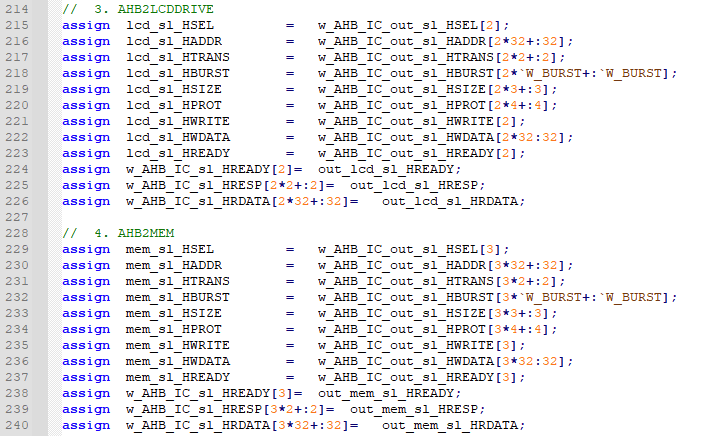 214 //  3. AHB2LCDDRIVE
215 assign  lcd_sl_HSEL         =   w_AHB_IC_out_sl_HSEL[2];
216 assign  lcd_sl_HADDR        =   w_AHB_IC_out_sl_HADDR[2*32+:32];
217 assign  lcd_sl_HTRANS       =   w_AHB_IC_out_sl_HTRANS[2*2+:2];
218 assign  lcd_sl_HBURST       =   w_AHB_IC_out_sl_HBURST[2*`W_BURST+:`W_BURST];
219 assign  lcd_sl_HSIZE        =   w_AHB_IC_out_sl_HSIZE[2*3+:3];
220 assign  lcd_sl_HPROT        =   w_AHB_IC_out_sl_HPROT[2*4+:4];
221 assign  lcd_sl_HWRITE       =   w_AHB_IC_out_sl_HWRITE[2];
222 assign  lcd_sl_HWDATA       =   w_AHB_IC_out_sl_HWDATA[2*32:32];
223 assign  lcd_sl_HREADY       =   w_AHB_IC_out_sl_HREADY[2];
224 assign  w_AHB_IC_sl_HREADY[2]=  out_lcd_sl_HREADY;
225 assign  w_AHB_IC_sl_HRESP[2*2+:2]=  out_lcd_sl_HRESP;
226 assign  w_AHB_IC_sl_HRDATA[2*32+:32]=   out_lcd_sl_HRDATA;
227
228 //  4. AHB2MEM
229 assign  mem_sl_HSEL         =   w_AHB_IC_out_sl_HSEL[3];
230 assign  mem_sl_HADDR        =   w_AHB_IC_out_sl_HADDR[3*32+:32];
231 assign  mem_sl_HTRANS       =   w_AHB_IC_out_sl_HTRANS[3*2+:2];
232 assign  mem_sl_HBURST       =   w_AHB_IC_out_sl_HBURST[3*`W_BURST+:`W_BURST];
233 assign  mem_sl_HSIZE        =   w_AHB_IC_out_sl_HSIZE[3*3+:3];
234 assign  mem_sl_HPROT        =   w_AHB_IC_out_sl_HPROT[3*4+:4];
235 assign  mem_sl_HWRITE       =   w_AHB_IC_out_sl_HWRITE[3];
236 assign  mem_sl_HWDATA       =   w_AHB_IC_out_sl_HWDATA[3*32:32];
237 assign  mem_sl_HREADY       =   w_AHB_IC_out_sl_HREADY[3];
238 assign  w_AHB_IC_sl_HREADY[3]=  out_mem_sl_HREADY;
239 assign  w_AHB_IC_sl_HRESP[3*2+:2]=  out_mem_sl_HRESP;
240 assign  w_AHB_IC_sl_HRDATA[3*32+:32]=   out_mem_sl_HRDATA;